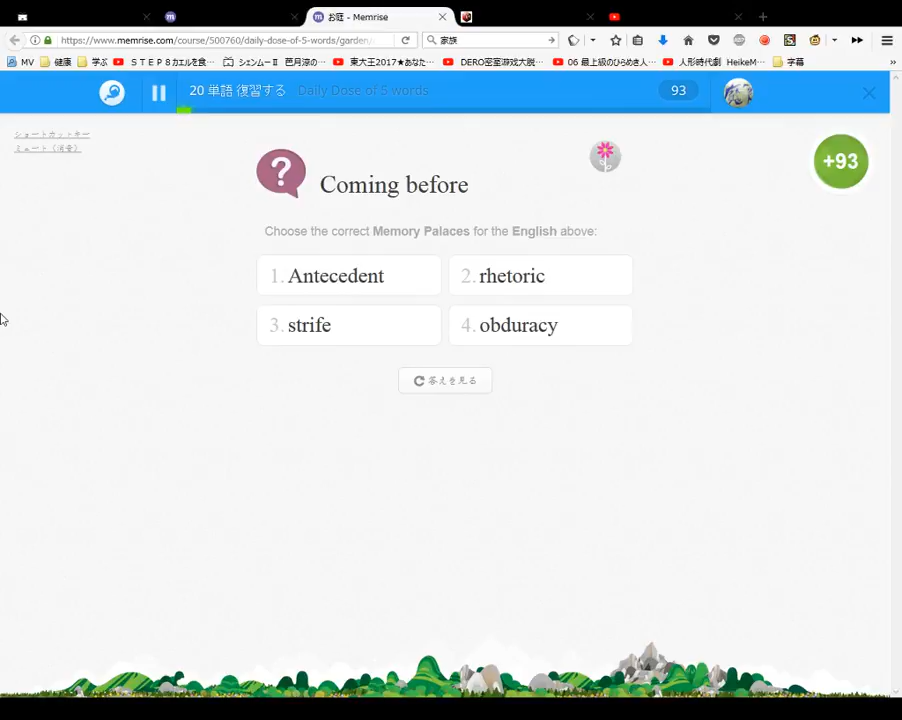 お庭 - Memrise
https://www.memrise.com/course/500760/daily-dose-of-5-words/garden/
家族
MV 健康 学ぶ ＳＴＥＰ８カエルを食… シェンムーⅡ 芭月涼の… 東大王2017★あなた… DERO密室游戏大脱… 06 最上級のひらめき人… 人形時代劇 HeikeM… 字幕 »
20 単語 復習する Daily Dose of 5 words 93
ショートカットキー
ミュート（消音）
+93
? Coming before
Choose the correct Memory Palaces for the English above:
1. Antecedent 2. rhetoric
3. strife 4. obduracy
答えを見る